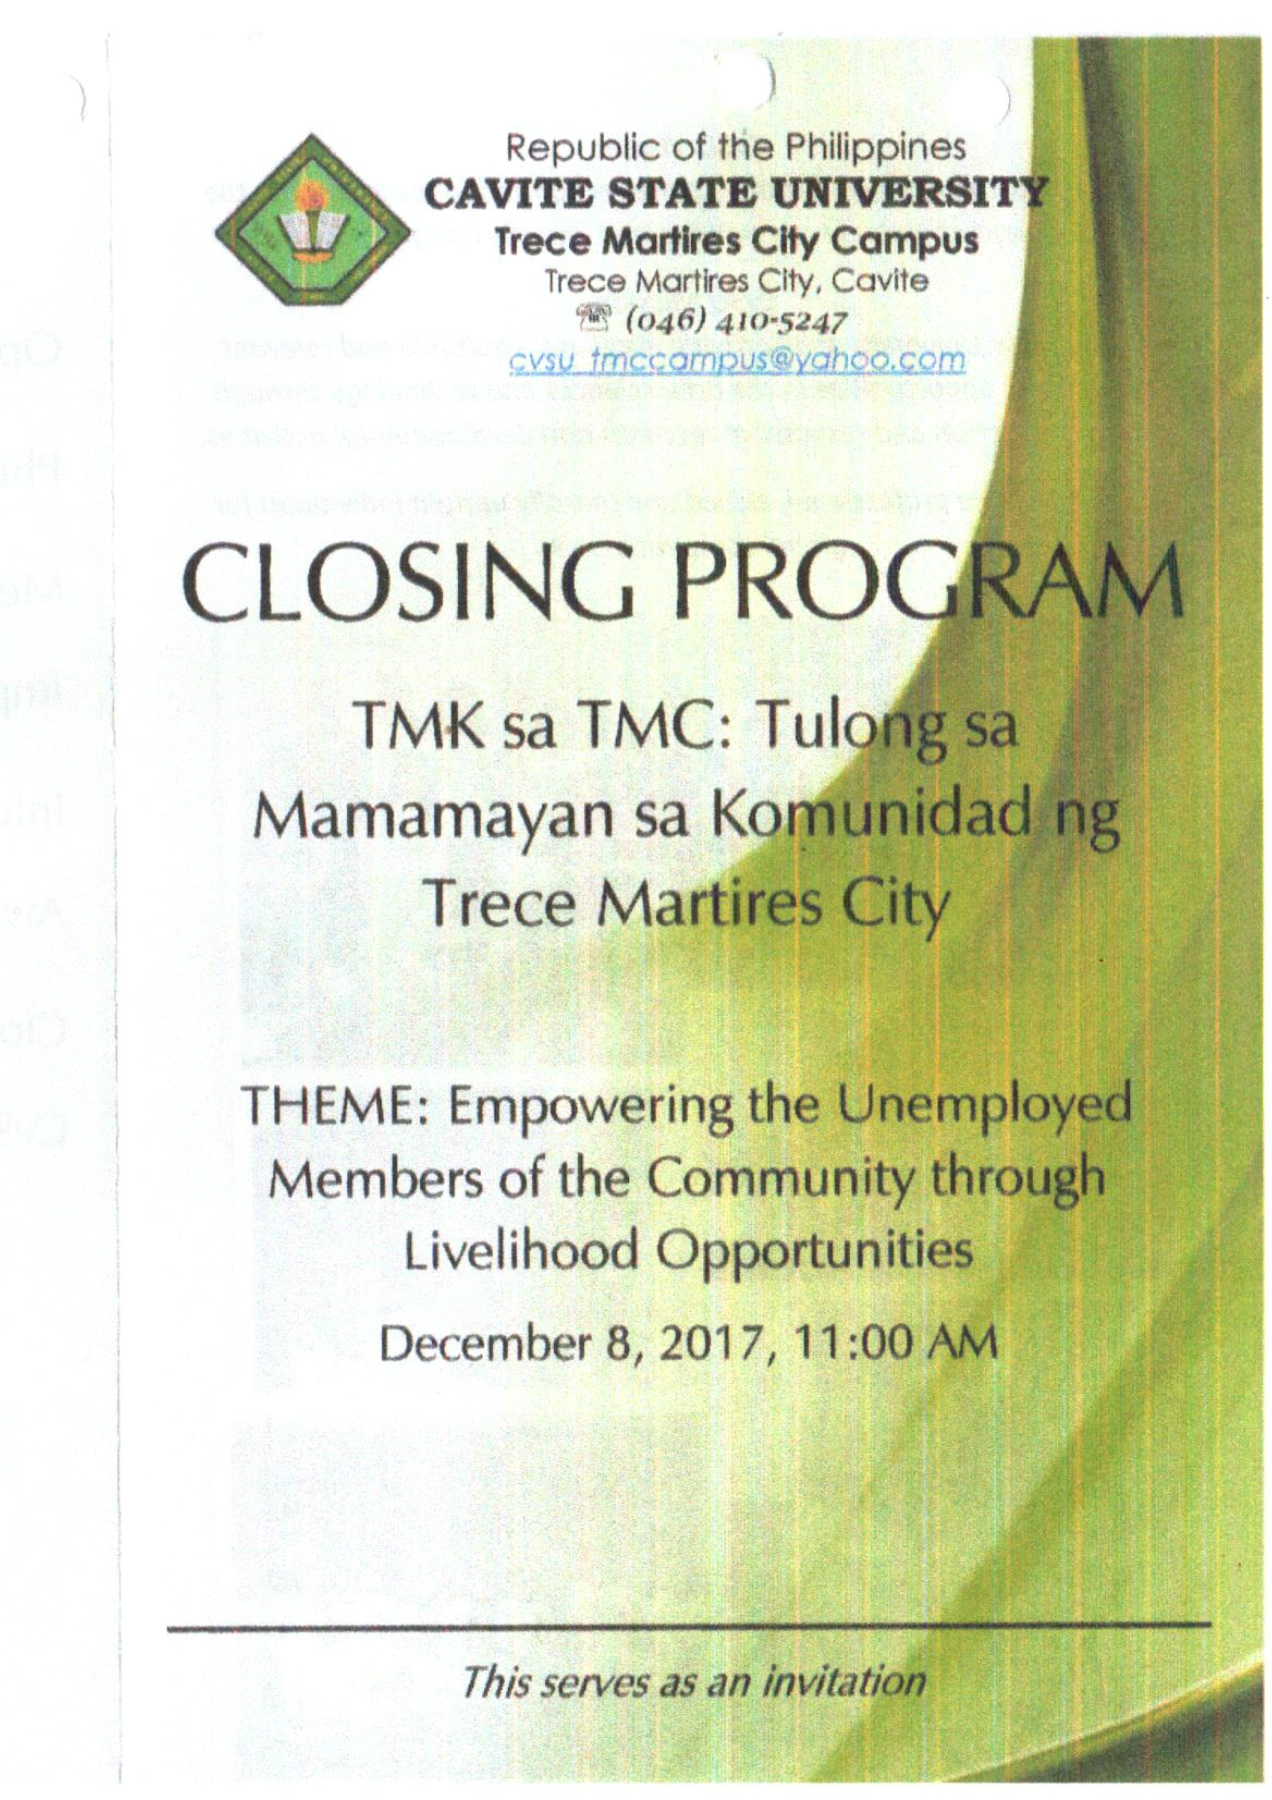 Republic of the Philippines
CAVITE STATE UNIVERSITY
Trece Martires City Campus
Trece Martires City, Cavite
☏ (046) 410-5247
cvsu_tmccampus@yahoo.com
CLOSING PROGRAM
TMK sa TMC: Tulong sa
Mamamayan sa Komunidad ng
Trece Martires City
THEME: Empowering the Unemployed
Members of the Community through
Livelihood Opportunities
December 8, 2017, 11:00 AM
This serves as an invitation